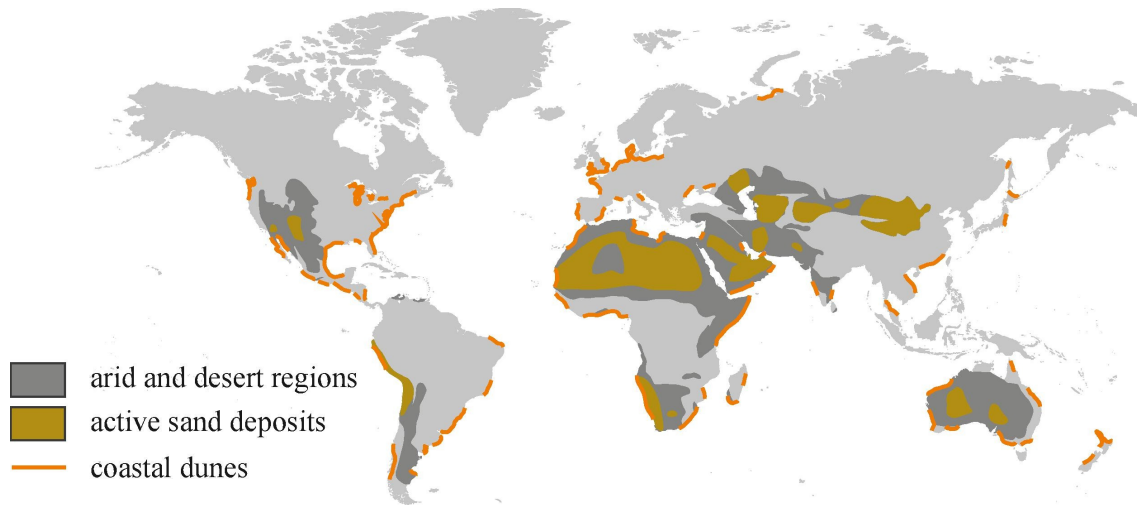 arid and desert regions
active sand deposits
coastal dunes